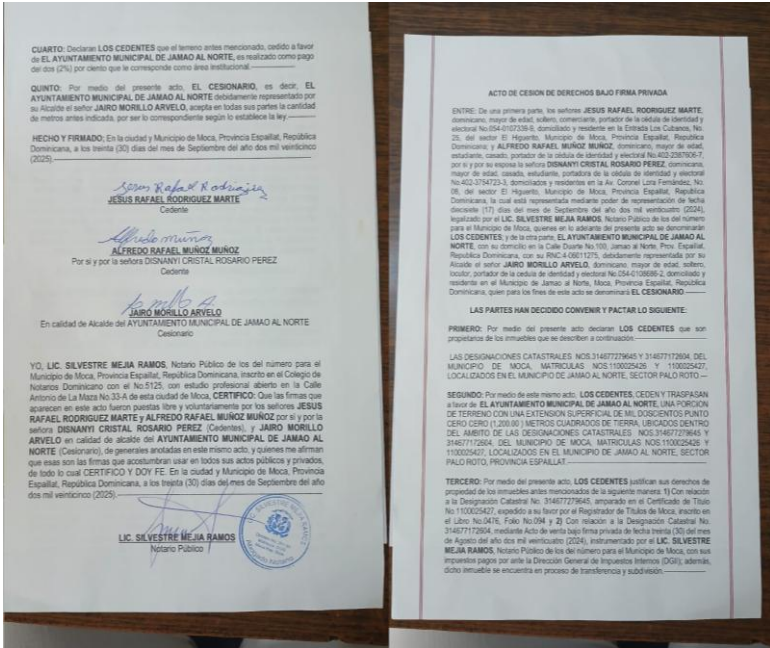 ACTO DE CESION DE DERECHOS BAJO FIRMA PRIVADA
ENTRE: De una primera parte, los señores JESUS RAFAEL RODRIGUEZ MARTE,
dominicano, mayor de edad, soltero, comerciante, portador de la cédula de identidad y
electoral No.054-0107339-9, domiciliado y residente en la Entrada Los Cubanos, No.
25, del sector El Higuerito, Municipio de Moca, Provincia Espaillat, Republica
Dominicana; y ALFREDO RAFAEL MUÑOZ MUÑOZ, dominicano, mayor de edad,
estudiante, casado, portador de la cédula de identidad y electoral No.402-2387606-7,
por si y por su esposa la señora DISNANYI CRISTAL ROSARIO PEREZ, dominicana,
mayor de edad, casada, estudiante, portadora de la cédula de identidad y electoral
No.402-3754723-3, domiciliados y residentes en la Av. Coronel Lora Fernández, No.
08, del sector El Higuerito, Municipio de Moca, Provincia Espaillat, República
Dominicana, la cual está representada mediante poder de representación de fecha
diecisiete (17) días del mes de Septiembre del año dos mil veinticuatro (2024),
legalizado por el LIC. SILVESTRE MEJIA RAMOS, Notario Público de los del número
para el Municipio de Moca, quienes en lo adelante del presente acto se denominarán
LOS CEDENTES; y de la otra parte, EL AYUNTAMIENTO MUNICIPAL DE JAMAO AL
NORTE, con su domicilio en la Calle Duarte No.100, Jamao al Norte, Prov. Espaillat,
Republica Dominicana, con su RNC-4-06011275, debidamente representada por su
Alcalde el señor JAIRO MORILLO ARVELO, dominicano, mayor de edad, soltero,
locutor, portador de la cédula de identidad y electoral No.054-0108686-2, domiciliado y
residente en el Municipio de Jamao al Norte, Moca, Provincia Espaillat, República
Dominicana, quien para los fines de este acto se denominará EL CESIONARIO.
LAS PARTES HAN DECIDIDO CONVENIR Y PACTAR LO SIGUIENTE:
PRIMERO: Por medio del presente acto declaran LOS CEDENTES que son
propietarios de los inmuebles que se describen a continuación
LAS DESIGNACIONES CATASTRALES NOS.314677279645 Y 314677172604, DEL
MUNICIPIO DE MOCA, MATRICULAS NOS.1100025426 Y 1100025427,
LOCALIZADOS EN EL MUNICIPIO DE JAMAO AL NORTE, SECTOR PALO ROTO
SEGUNDO: Por medio de este mismo acto, LOS CEDENTES, CEDEN Y TRASPASAN
a favor de EL AYUNTAMIENTO MUNICIPAL DE JAMAO AL NORTE, UNA PORCION
DE TERRENO CON UNA EXTENSION SUPERFICIAL DE MIL DOSCIENTOS PUNTO
CERO CERO (1,200.00 ) METROS CUADRADOS DE TIERRA, UBICADOS DENTRO
DEL AMBITO DE LAS DESIGNACIONES CATASTRALES NOS.314677279645 Y
314677172604, DEL MUNICIPIO DE MOCA, MATRICULAS NOS.1100025426 Y
1100025427, LOCALIZADOS EN EL MUNICIPIO DE JAMAO AL NORTE, SECTOR
PALO ROTO, PROVINCIA ESPAILLAT.
TERCERO: Por medio del presente acto, LOS CEDENTES justifican sus derechos de
propiedad de los inmuebles antes mencionados de la siguiente manera: 1) Con relación
a la Designación Catastral No. 314677279645, amparado en el Certificado de Titulo
No.1100025427, expedido a su favor por el Registrador de Títulos de Moca, inscrito en
el Libro No.0476, Folio No.094 y 2) Con relación a la Designación Catastral No.
314677172604, mediante Acto de venta bajo firma privada de fecha treinta (30) del mes
de Agosto del año dos mil veinticuatro (2024), instrumentado por el LIC. SILVESTRE
MEJIA RAMOS, Notario Público de los del número para el Municipio de Moca, con sus
impuestos pagos por ante la Dirección General de Impuestos Internos (DGII); además,
dicho inmueble se encuentra en proceso de transferencia y subdivisión.
CUARTO: Declaran LOS CEDENTES que el terreno antes mencionado, cedido a favor
de EL AYUNTAMIENTO MUNICIPAL DE JAMAO AL NORTE, es realizado como pago
del dos (2%) por ciento que le corresponde como área institucional.
QUINTO: Por medio del presente acto, EL CESIONARIO, es decir, EL
AYUNTAMIENTO MUNICIPAL DE JAMAO AL NORTE debidamente representado por
su Alcalde el señor JAIRO MORILLO ARVELO, acepta en todas sus partes la cantidad
de metros antes indicada, por ser lo correspondiente según lo establece la ley.
HECHO Y FIRMADO; En la ciudad y Municipio de Moca, Provincia Espaillat, República
Dominicana, a los treinta (30) días del mes de Septiembre del año dos mil veinticinco
(2025).
Jesus Rafael Rodriguez
JESUS RAFAEL RODRIGUEZ MARTE
Cedente
Alfredo muñoz
ALFREDO RAFAEL MUÑOZ MUÑOZ
Por si y por la señora DISNANYI CRISTAL ROSARIO PEREZ
Cedente
JAIRO MORILLO ARVELO
En calidad de Alcalde del AYUNTAMIENTO MUNICIPAL DE JAMAO AL NORTE
Cesionario
YO, LIC. SILVESTRE MEJIA RAMOS, Notario Público de los del número para el
Municipio de Moca, Provincia Espaillat, República Dominicana, inscrito en el Colegio de
Notarios Dominicano con el No.5125, con estudio profesional abierto en la Calle
Antonio de La Maza No.33-A de esta ciudad de Moca, CERTIFICO: Que las firmas que
aparecen en este acto fueron puestas libre y voluntariamente por los señores JESUS
RAFAEL RODRIGUEZ MARTE y ALFREDO RAFAEL MUÑOZ MUÑOZ por si y por la
señora DISNANYI CRISTAL ROSARIO PEREZ (Cedentes), y JAIRO MORILLO
ARVELO en calidad de alcalde del AYUNTAMIENTO MUNICIPAL DE JAMAO AL
NORTE (Cesionario), de generales anotadas en este mismo acto, y quienes me afirman
que esas son las firmas que acostumbran usar en todos sus actos públicos y privados,
de todo lo cual CERTIFICO Y DOY FE. En la ciudad y Municipio de Moca, Provincia
Espaillat, República Dominicana, a los treinta (30) días del mes de Septiembre del año
dos mil veinticinco (2025).
LIC. SILVESTRE MEJIA RAMOS
Notario Público